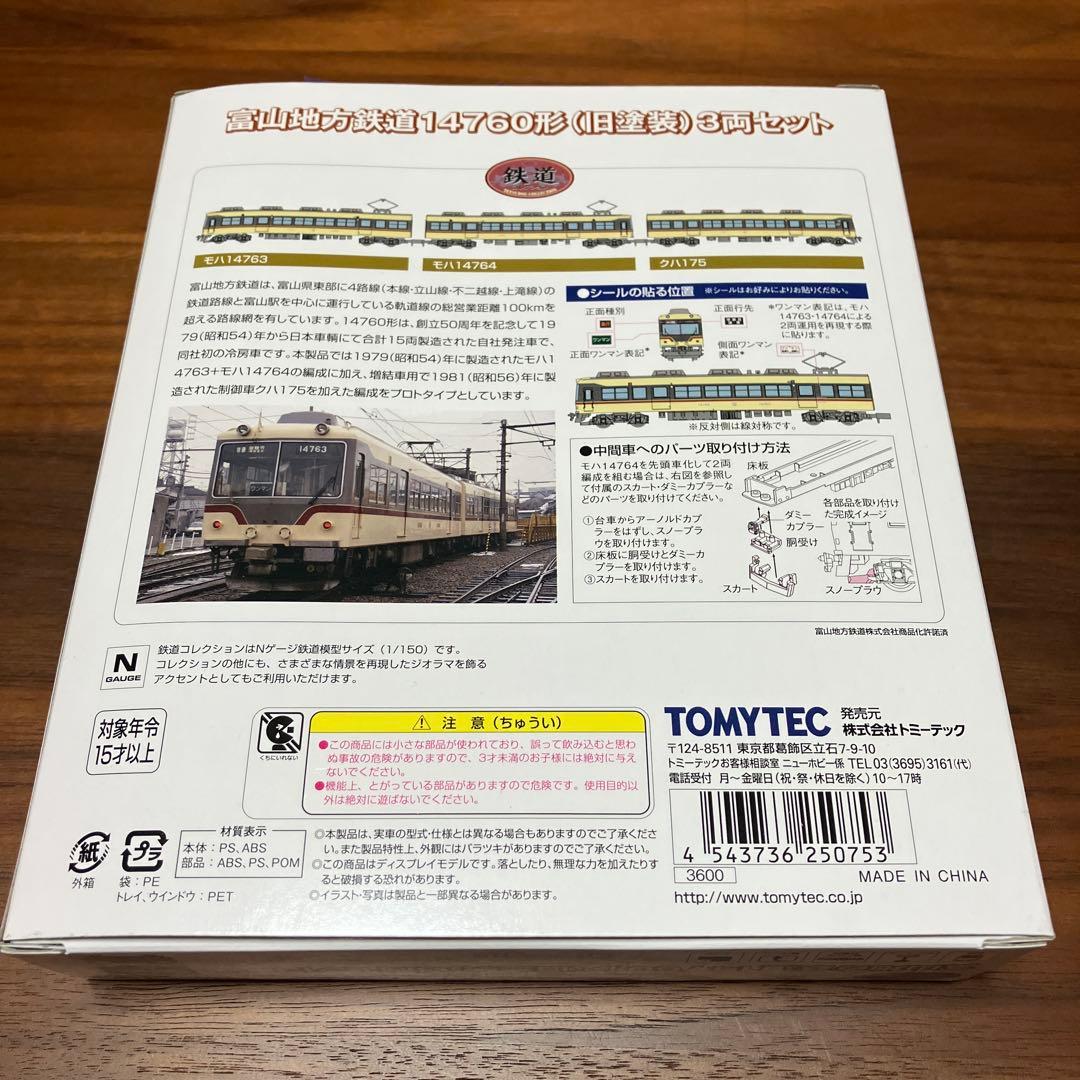 富山地方鉄道14760形(旧塗装)3両セット
鉄道
モハ14763
モハ14764
クハ175
富山地方鉄道は、富山県東部に4路線(本線・立山線・不二越線・上滝線)の
鉄道路線と富山駅を中心に運行している軌道線の総営業距離100kmを
超える路線網を有しています。14760形は、創立50周年を記念して19
79(昭和54)年から日本車輌にて合計15両製造された自社発注車で、
同社初の冷房車です。本製品では1979(昭和54)年に製造されたモハ1
4763+モハ14764の編成に加え、増結車用で1981(昭和56)年に製
造された制御車クハ175を加えた編成をプロトタイプとしています。
14763
ワンマン
●シールの貼る位置 ※シールはお好みによりお貼りください。
正面種別
ワンマン
正面ワンマン表記*
正面行先
側面ワンマン
表記*
*ワンマン表記は、モハ
14763・14764による
2両運用を再現する際
に貼ります。
※反対側は線対称です。
●中間車へのパーツ取り付け方法
モハ14764を先頭車化して2両
編成を組む場合は、右図を参照し
て付属のスカート・ダミーカプラーな
どのパーツを取り付けてください。
①台車からアーノルドカプ
ラーをはずし、スノープラ
ウを取り付けます。
②床板に胴受けとダミーカ
プラーを取り付けます。
③スカートを取り付けます。
床板
ダミー
カプラー
胴受け
スカート
各部品を取り付け
た完成イメージ
スノープラウ
富山地方鉄道株式会社商品化許諾済
N
GAUGE
鉄道コレクションはNゲージ鉄道模型サイズ(1/150)です。
コレクションの他にも、さまざまな情景を再現したジオラマを飾る
アクセントとしてもご利用いただけます。
対象年令
15才以上
くちにいれない
注意(ちゅうい)
●この商品には小さな部品が使われており、誤って飲み込むと思わ
ぬ事故の危険がありますので、3才未満のお子様には絶対に与え
ないでください。
●機能上、とがっている部品がありますので危険です。使用目的以
外は絶対に遊ばないでください。
TOMYTEC 発売元
株式会社トミーテック
〒124-8511 東京都葛飾区立石7-9-10
トミーテックお客様相談室 ニューホビー係 TEL03(3695)3161(代)
電話受付 月〜金曜日(祝・祭・休日を除く)10〜17時
紙
外箱
プラ
袋:PE
トレイ、ウインドウ:PET
材質表示
本体:PS、ABS
部品:ABS、PS、POM
◎本製品は、実車の型式・仕様とは異なる場合もありますのでご了承くださ
い。また製品特性上、外観にはバラツキがありますのでご了承ください。
◎この商品はディスプレイモデルです。落としたり、無理な力を加えたりす
ると破損する恐れがあります。
◎イラスト・写真は製品と一部異なる場合があります。
4 543736 250753
3600
MADE IN CHINA
http://www.tomytec.co.jp